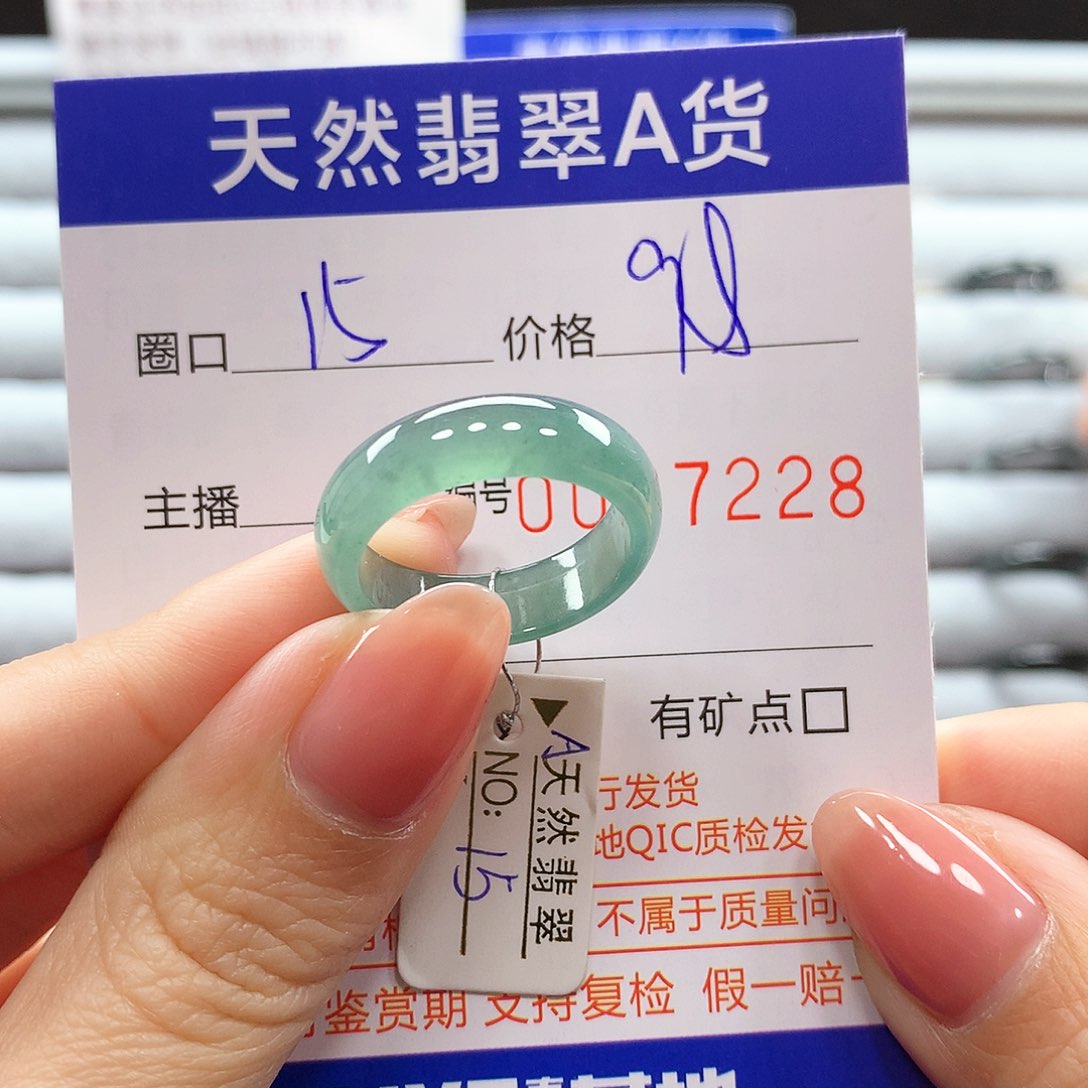 天然翡翠A货
圈口 15 价格 98
主播 编号 00 7228
有矿点□
行发货
地QIC质检发
不属于质量问
鉴赏期 支持复检 假一赔
A天然翡翠
NO: 15